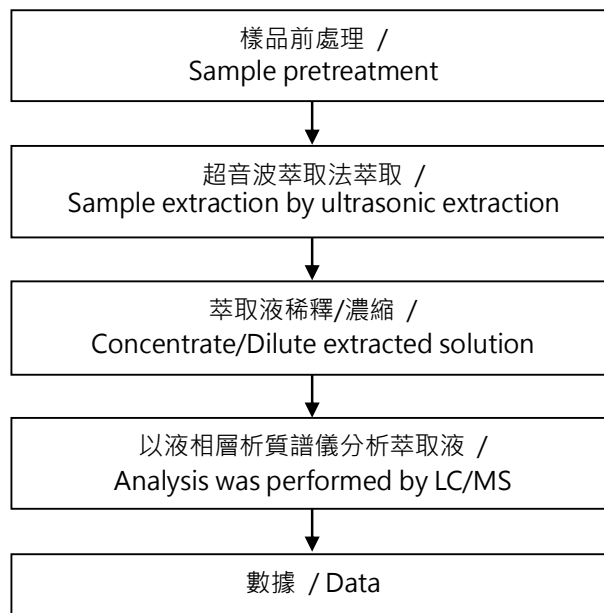 樣品前處理 /
Sample pretreatment
超音波萃取法萃取 /
Sample extraction by ultrasonic extraction
萃取液稀釋/濃縮 /
Concentrate/Dilute extracted solution
以液相層析質譜儀分析萃取液 /
Analysis was performed by LC/MS
數據 / Data